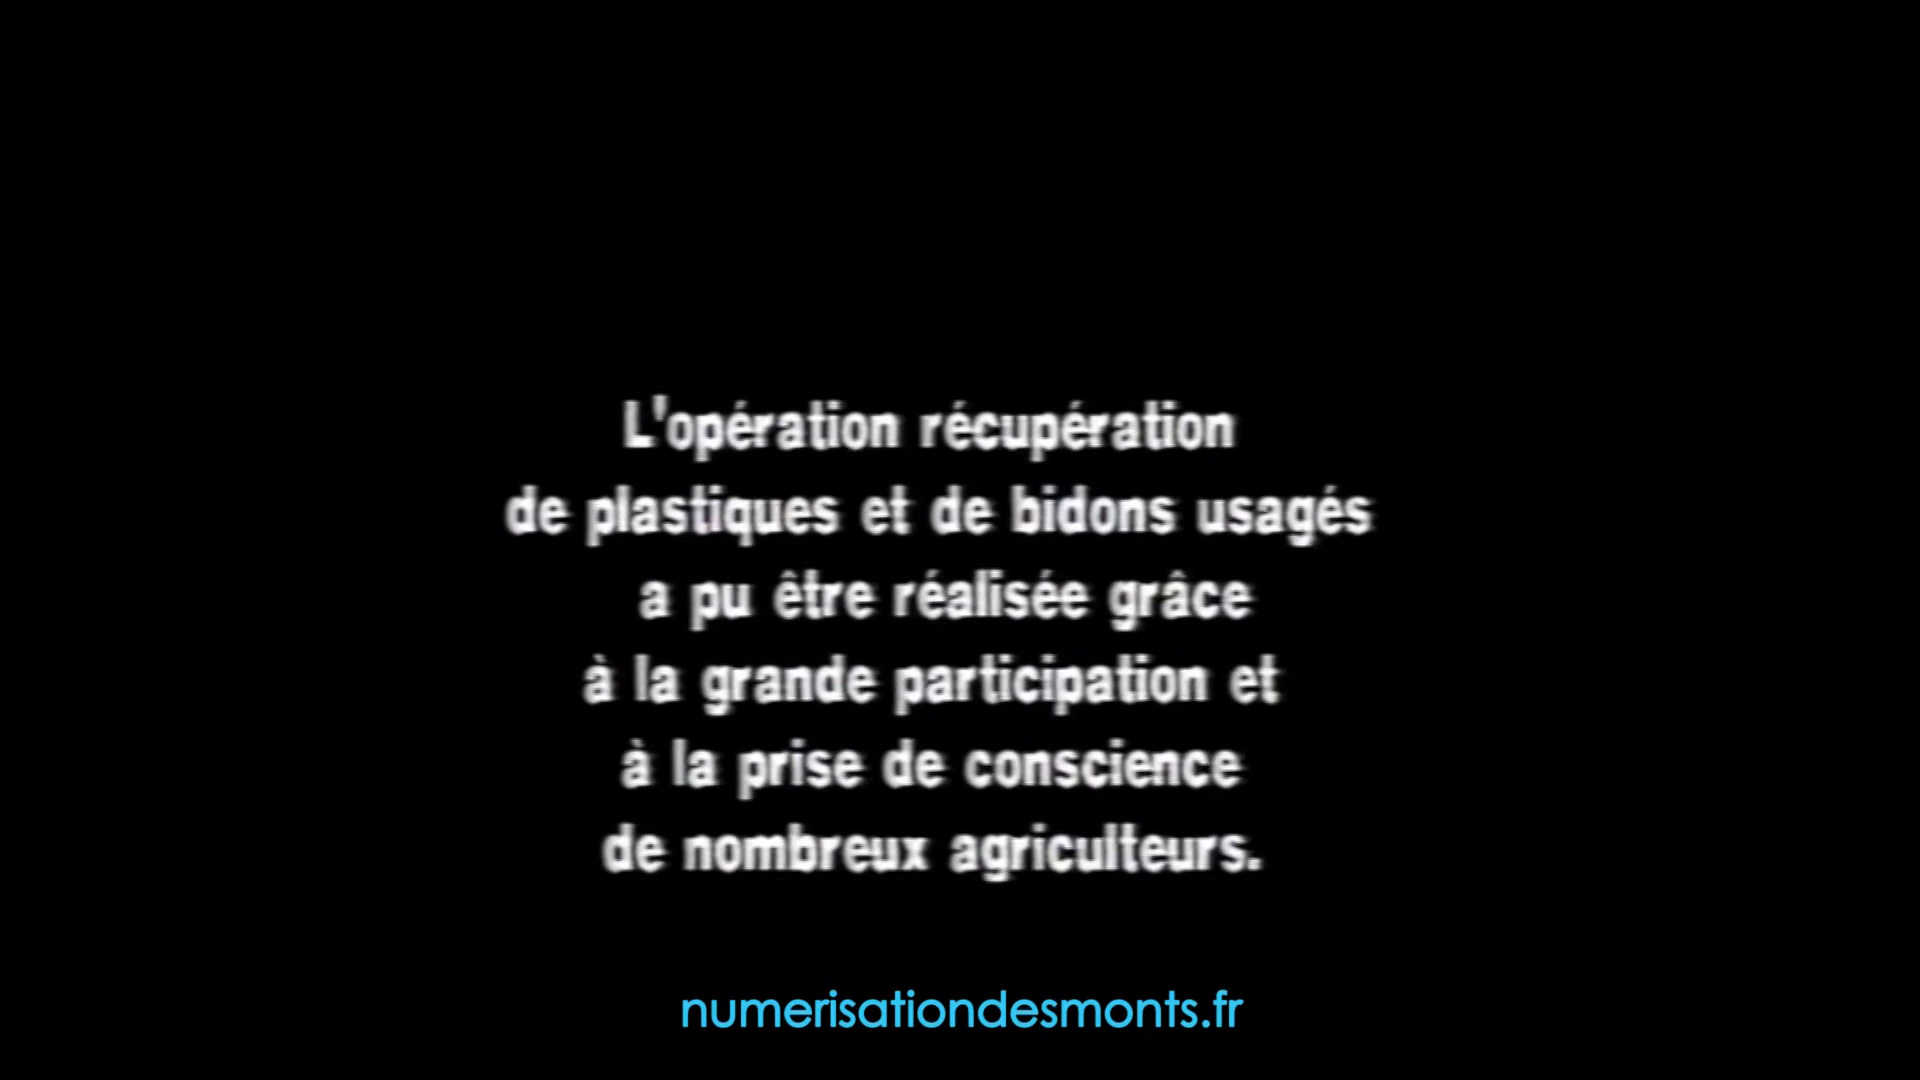 L'opération récupération
de plastiques et de bidons usagés
a pu être réalisée grâce
à la grande participation et
à la prise de conscience
de nombreux agriculteurs.
numerisationdesmonts.fr